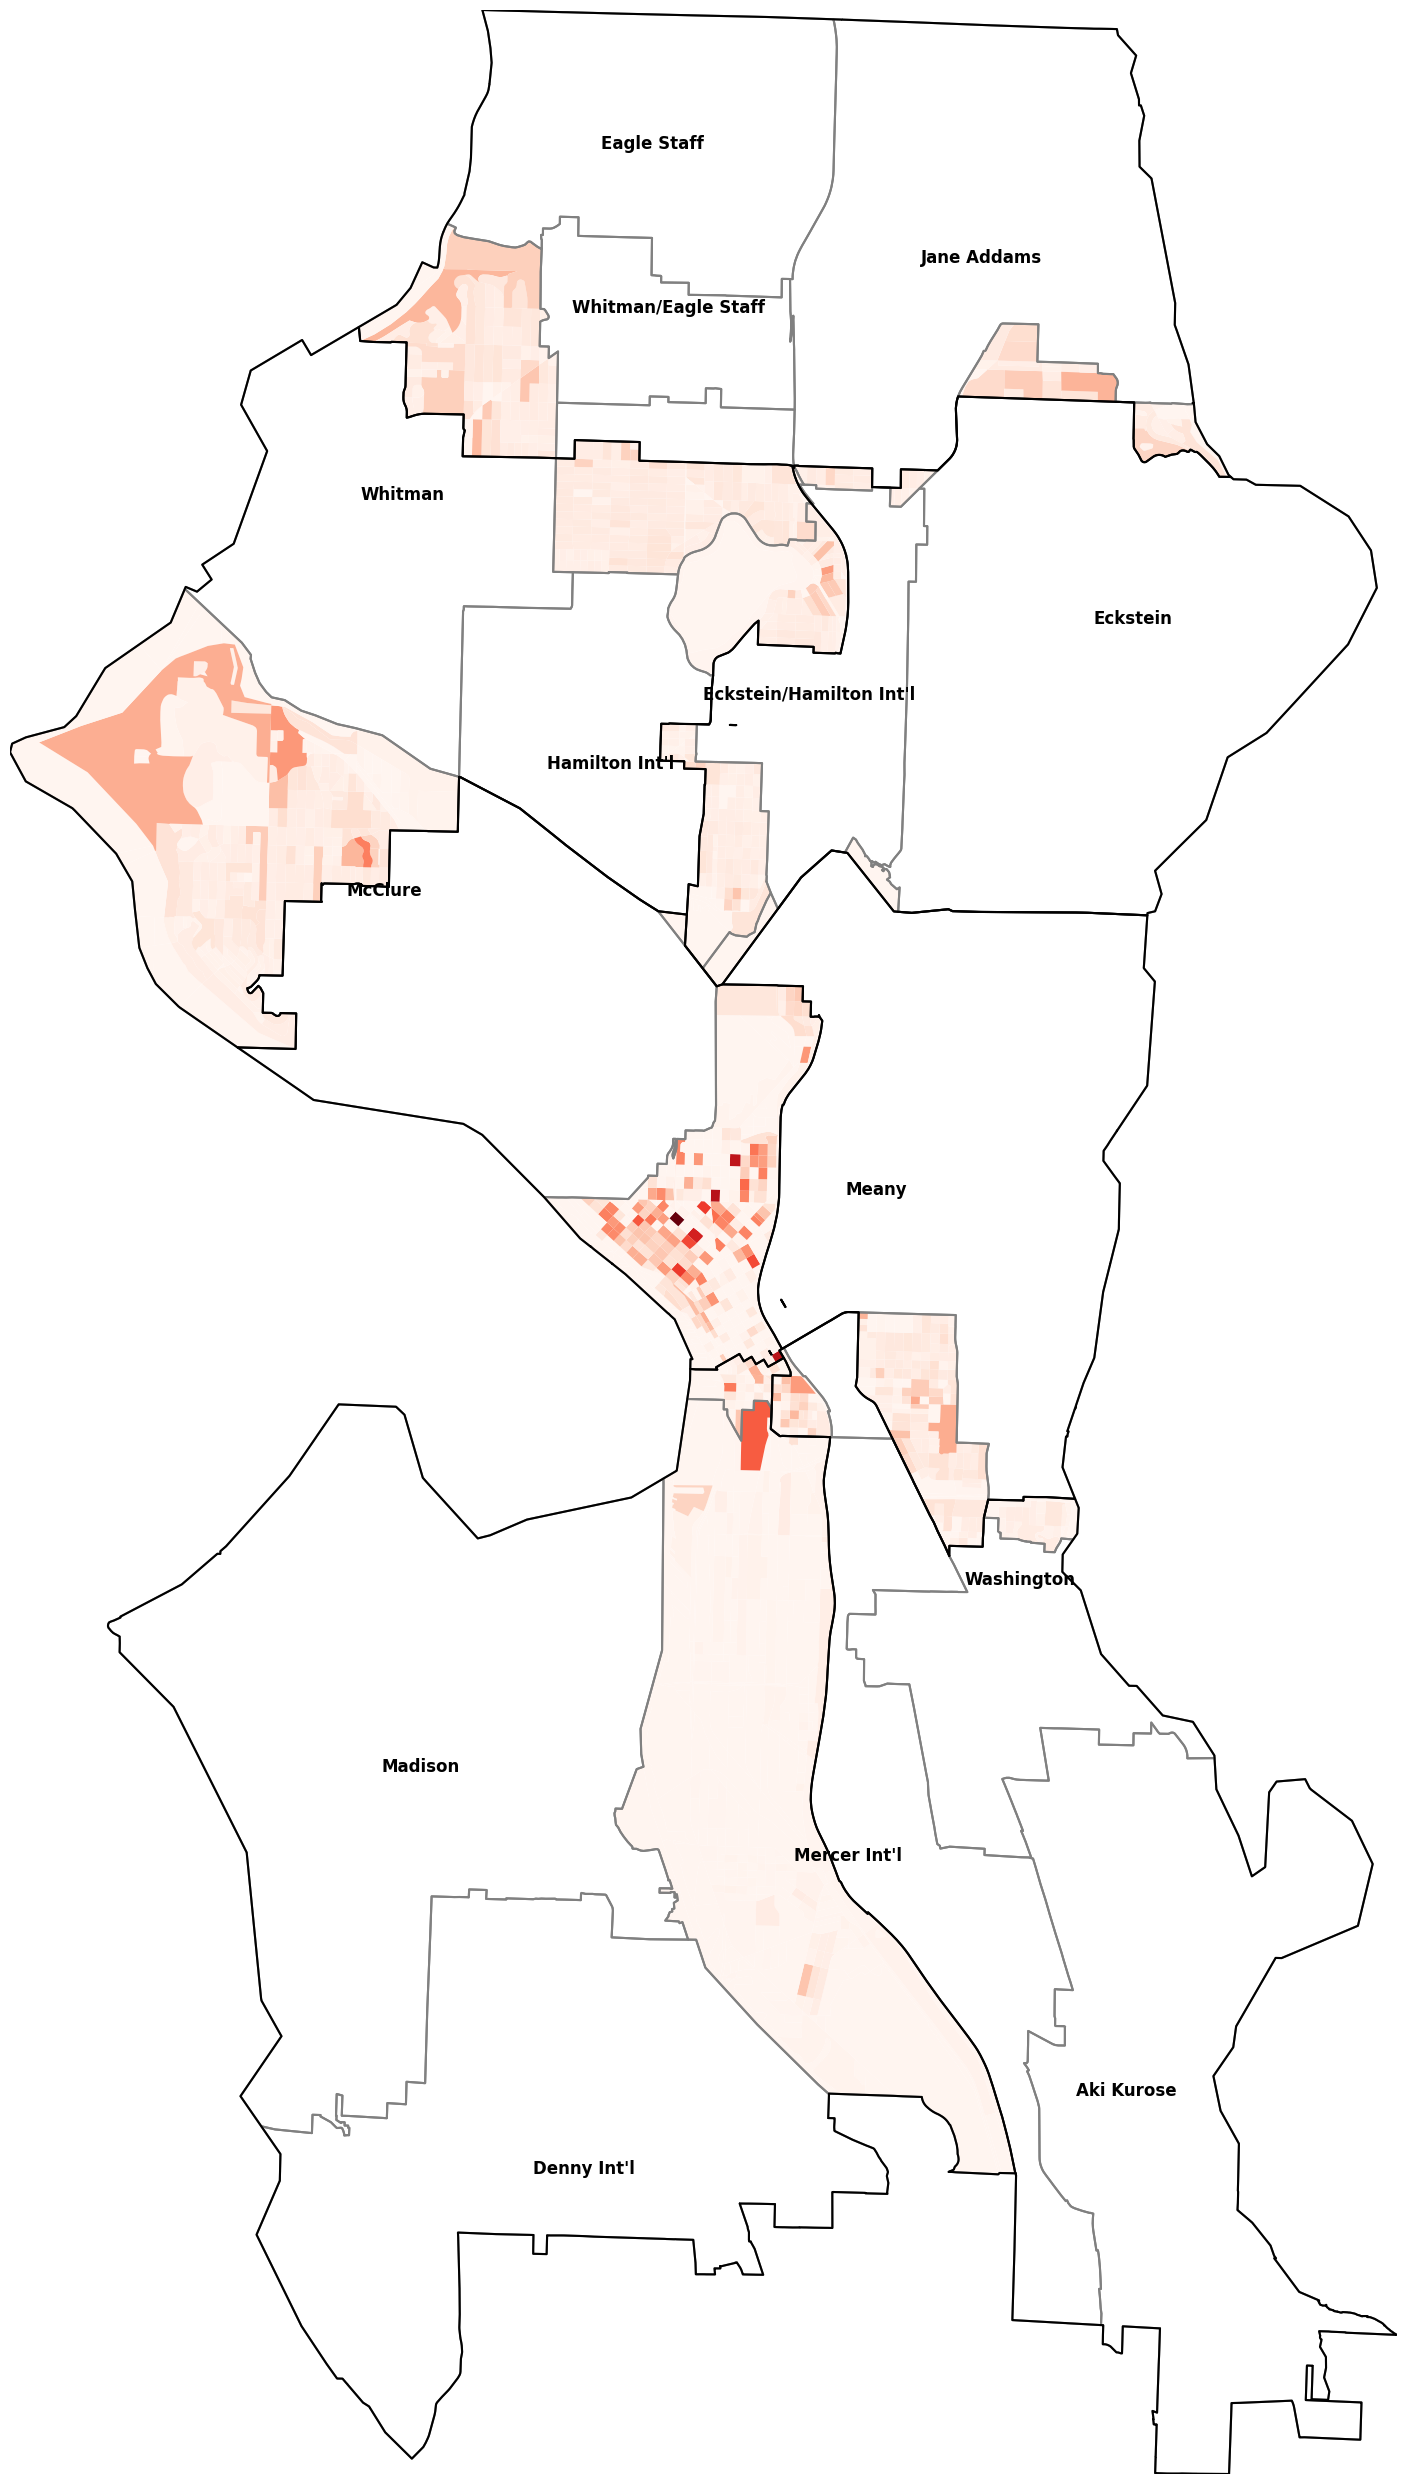 Eagle Staff
Jane Addams
Whitman/Eagle Staff
Whitman
Eckstein
Eckstein/Hamilton Int'l
Hamilton Int'l
McClure
Meany
Washington
Madison
Mercer Int'l
Aki Kurose
Denny Int'l